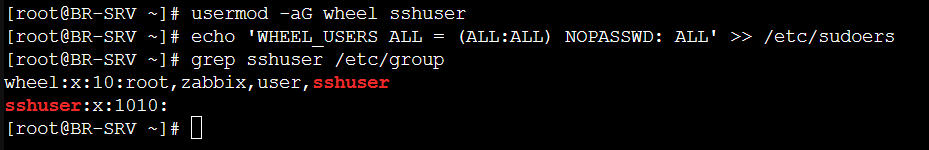 [root@BR-SRV ~]# usermod -aG wheel sshuser
[root@BR-SRV ~]# echo 'WHEEL_USERS ALL = (ALL:ALL) NOPASSWD: ALL' >> /etc/sudoers
[root@BR-SRV ~]# grep sshuser /etc/group
wheel:x:10:root,zabbix,user,sshuser
sshuser:x:1010:
[root@BR-SRV ~]#